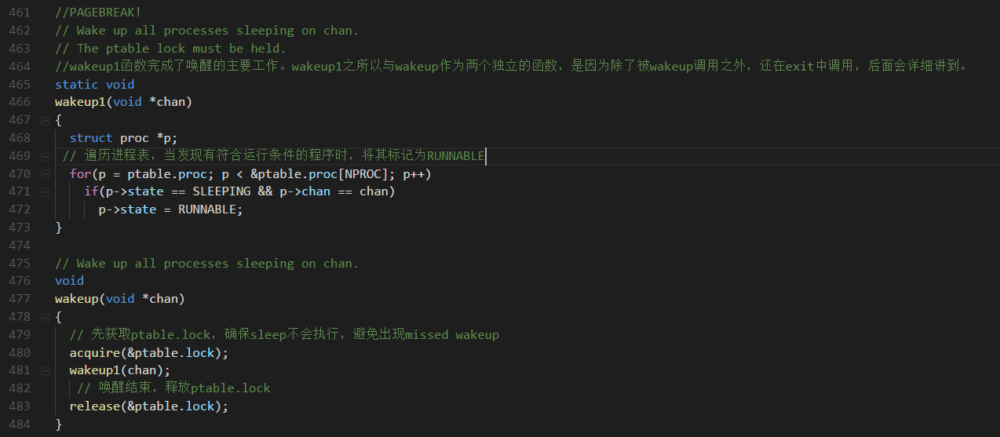 461 //PAGEBREAK!
462 // Wake up all processes sleeping on chan.
463 // The ptable lock must be held.
464 //wakeup1函数完成了唤醒的主要工作。wakeup1之所以与wakeup作为两个独立的函数，是因为除了被wakeup调用之外，还在exit中调用，后面会详细讲到。
465 static void
466 wakeup1(void *chan)
467 {
468   struct proc *p;
469  // 遍历进程表，当发现有符合运行条件的程序时，将其标记为RUNNABLE
470   for(p = ptable.proc; p < &ptable.proc[NPROC]; p++)
471     if(p->state == SLEEPING && p->chan == chan)
472       p->state = RUNNABLE;
473 }
474
475 // Wake up all processes sleeping on chan.
476 void
477 wakeup(void *chan)
478 {
479   // 先获取ptable.lock，确保sleep不会执行，避免出现missed wakeup
480   acquire(&ptable.lock);
481   wakeup1(chan);
482    // 唤醒结束，释放ptable.lock
483   release(&ptable.lock);
484 }